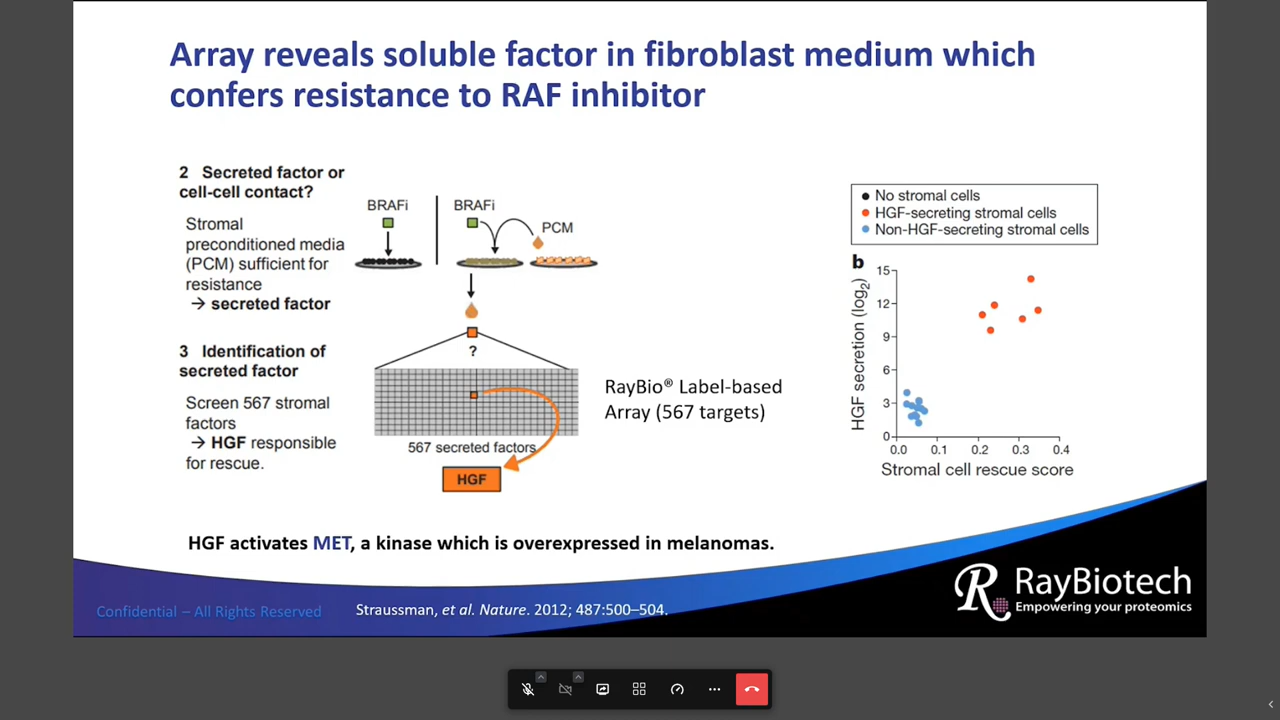 Array reveals soluble factor in fibroblast medium which
confers resistance to RAF inhibitor
2 Secreted factor or
cell-cell contact?
Stromal
preconditioned media
(PCM) sufficient for
resistance
→ secreted factor
BRAFi
BRAFi
PCM
?
3 Identification of
secreted factor
Screen 567 stromal
factors
→ HGF responsible
for rescue.
567 secreted factors
HGF
RayBio® Label-based
Array (567 targets)
No stromal cells
HGF-secreting stromal cells
Non-HGF-secreting stromal cells
b
HGF secretion (log2)
15
12
9
6
3
0
0.0 0.1 0.2 0.3 0.4
Stromal cell rescue score
HGF activates MET, a kinase which is overexpressed in melanomas.
Confidential – All Rights Reserved
Straussman, et al. Nature. 2012; 487:500–504.
R
RayBiotech
Empowering your proteomics